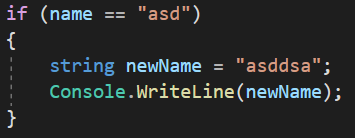 if (name == "asd")
{
    string newName = "asddsa";
    Console.WriteLine(newName);
}